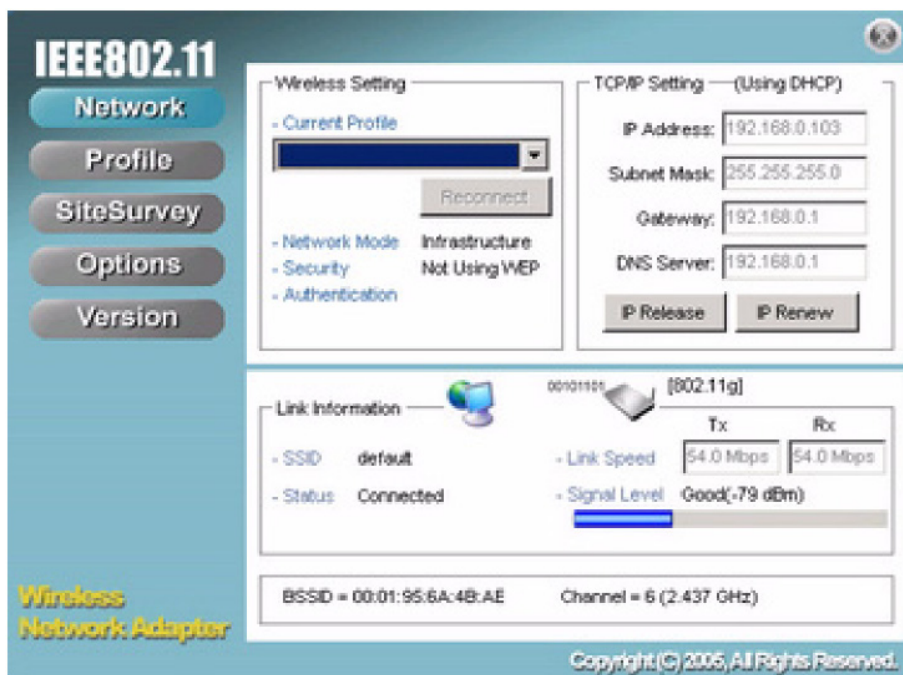 IEEE802.11
Network
Profile
SiteSurvey
Options
Version
Wireless
Network Adapter
Wireless Setting
- Current Profile
Reconnect
- Network Mode Infrastructure
- Security Not Using WEP
- Authentication
TCP/IP Setting (Using DHCP)
IP Address: 192.168.0.103
Subnet Mask: 255.255.255.0
Gateway: 192.168.0.1
DNS Server: 192.168.0.1
IP Release IP Renew
Link Information
00101101 [802.11g]
Tx Rx
- SSID default
- Link Speed 54.0 Mbps 54.0 Mbps
- Status Connected
- Signal Level Good(-79 dBm)
BSSID = 00:01:95:6A:4B:AE Channel = 6 (2.437 GHz)
Copyright (C) 2005, All Rights Reserved.